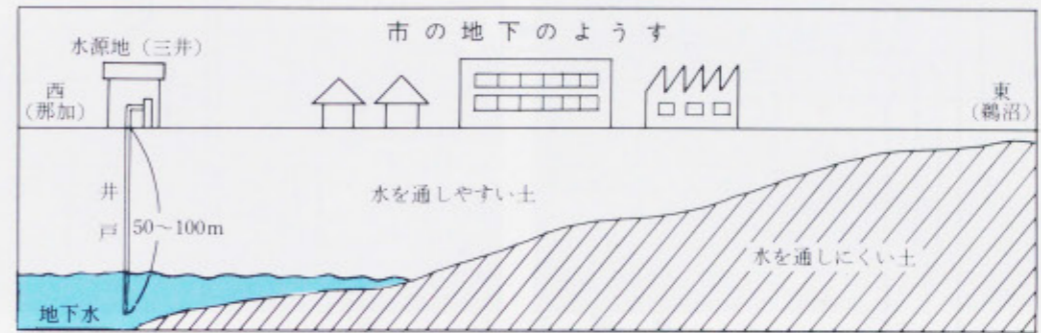 市の地下のようす
水源地（三井）
西
（那加）
東
（鵜沼）
井戸
50～100m
水を通しやすい土
水を通しにくい土
地下水